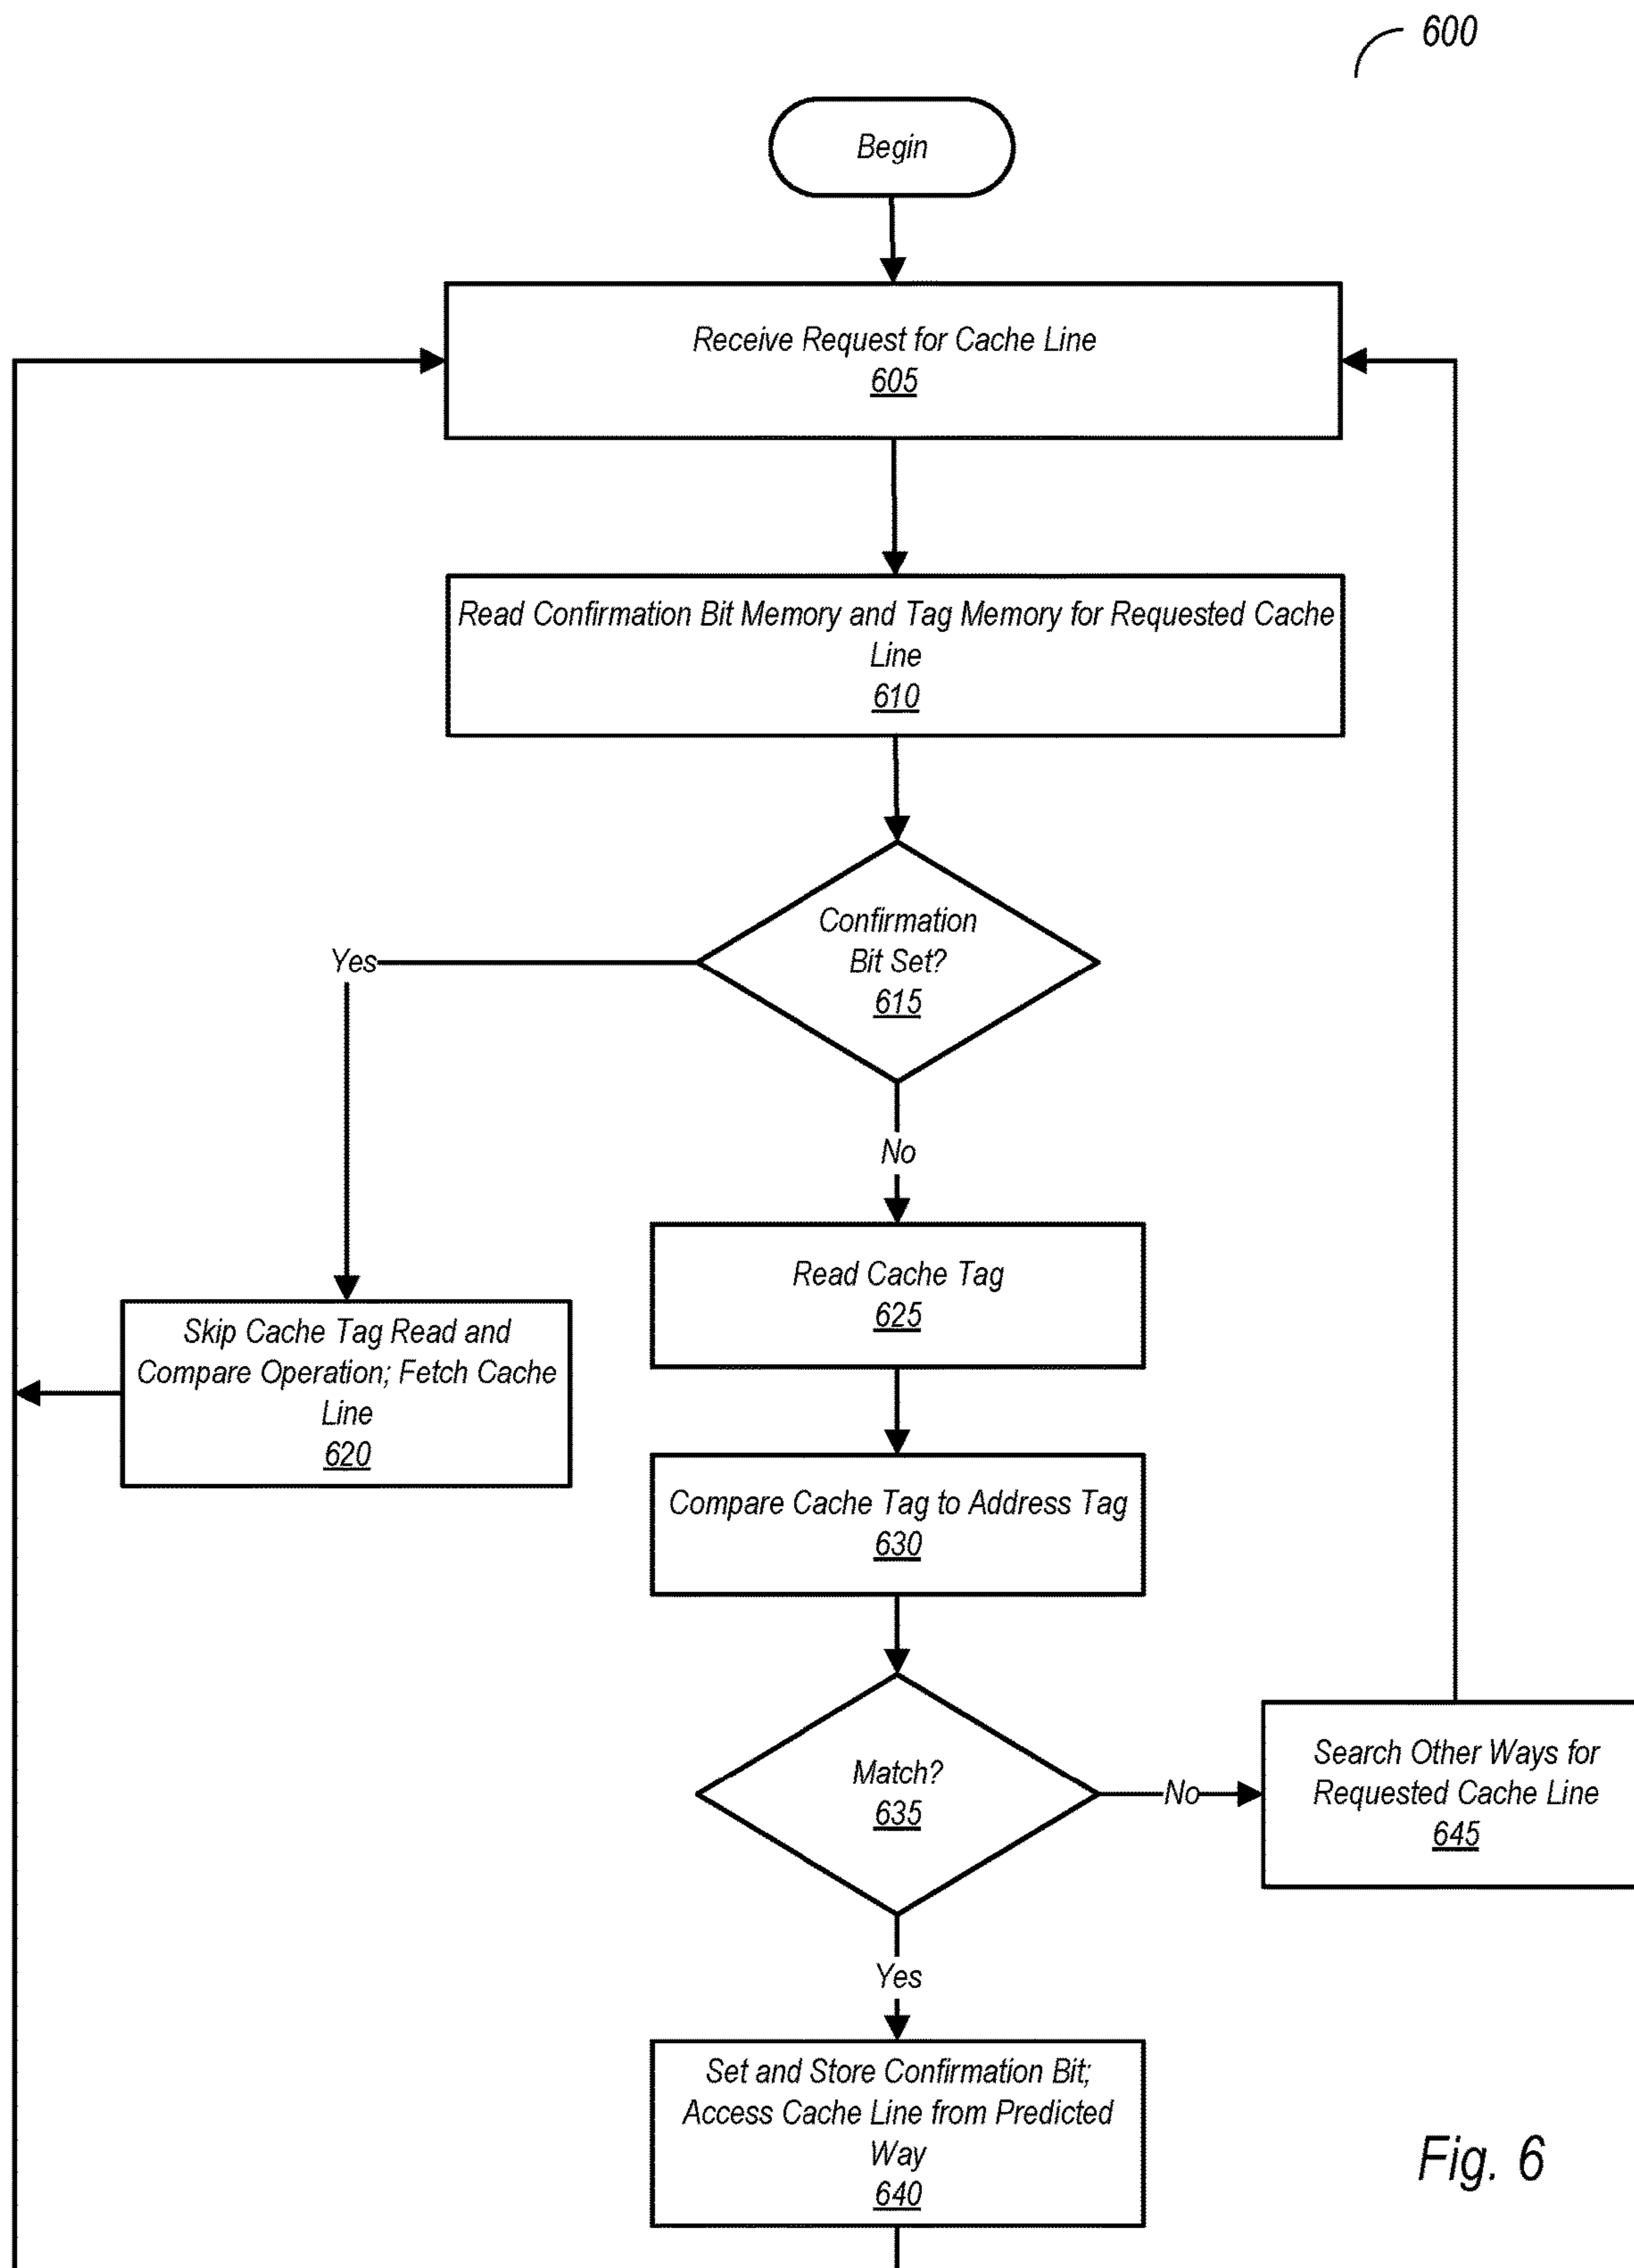 600
Begin
Receive Request for Cache Line
605
Read Confirmation Bit Memory and Tag Memory for Requested Cache
Line
610
Confirmation
Bit Set?
615
Yes
No
Read Cache Tag
625
Skip Cache Tag Read and
Compare Operation; Fetch Cache
Line
620
Compare Cache Tag to Address Tag
630
Match?
635
No
Search Other Ways for
Requested Cache Line
645
Yes
Set and Store Confirmation Bit;
Access Cache Line from Predicted
Way
640
Fig. 6